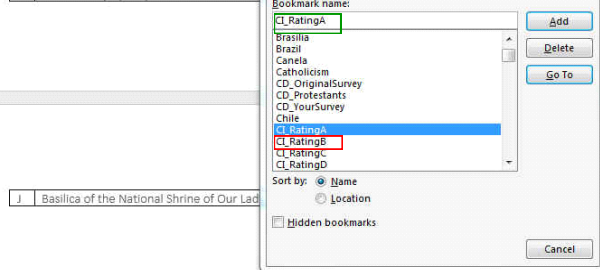 Bookmark name:
CI_RatingA
Add
Brasilia
Brazil
Delete
Canela
Catholicism
Go To
CD_OriginalSurvey
CD_Protestants
CD_YourSurvey
Chile
CI_RatingA
CI_RatingB
CI_RatingC
CI_RatingD
Sort by: Name
Location
J Basilica of the National Shrine of Our Lad
Hidden bookmarks
Cancel